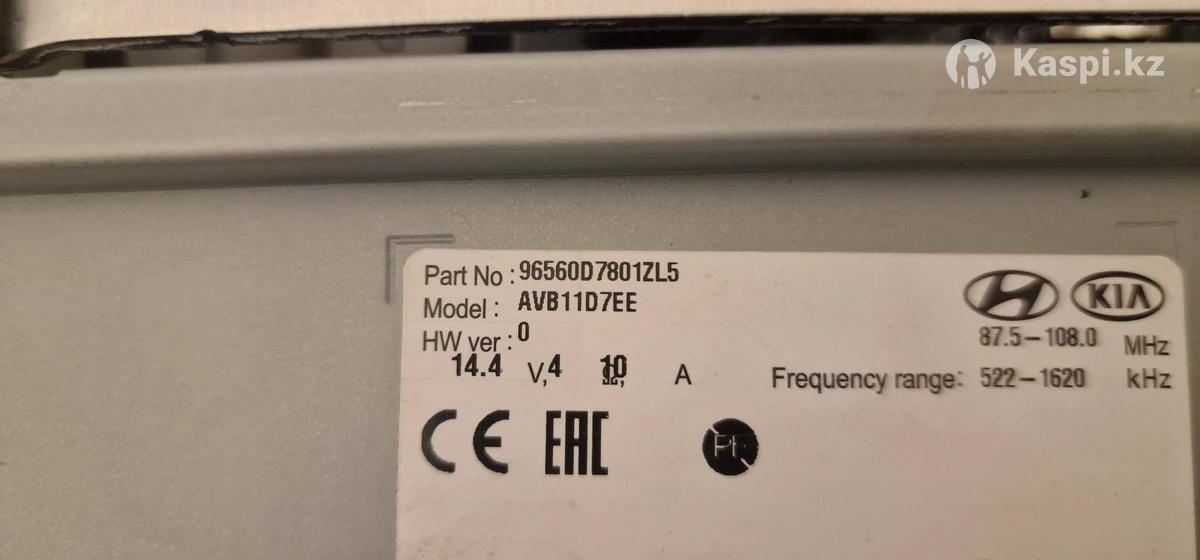 Kaspi.kz
Part No : 96560D7801ZL5
Model : AVB11D7EE
HW ver : 0
14.4 V, 4 A
KIA
87.5-108.0 MHz
Frequency range: 522-1620 kHz
CE EAC